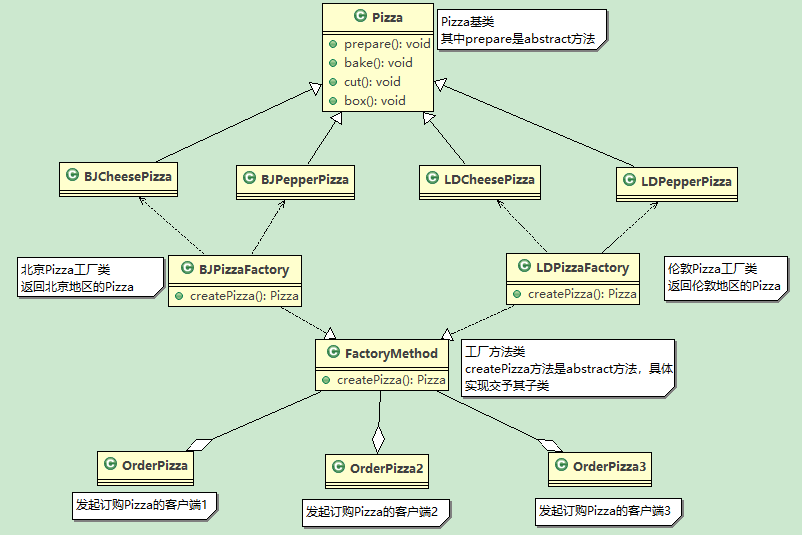 Pizza
prepare(): void
bake(): void
cut(): void
box(): void
Pizza基类
其中prepare是abstract方法
BJCheesePizza
BJPepperPizza
LDCheesePizza
LDPepperPizza
北京Pizza工厂类
返回北京地区的Pizza
BJPizzaFactory
createPizza(): Pizza
LDPizzaFactory
createPizza(): Pizza
伦敦Pizza工厂类
返回伦敦地区的Pizza
FactoryMethod
createPizza(): Pizza
工厂方法类
createPizza方法是abstract方法，具体
实现交予其子类
OrderPizza
OrderPizza2
OrderPizza3
发起订购Pizza的客户端1
发起订购Pizza的客户端2
发起订购Pizza的客户端3